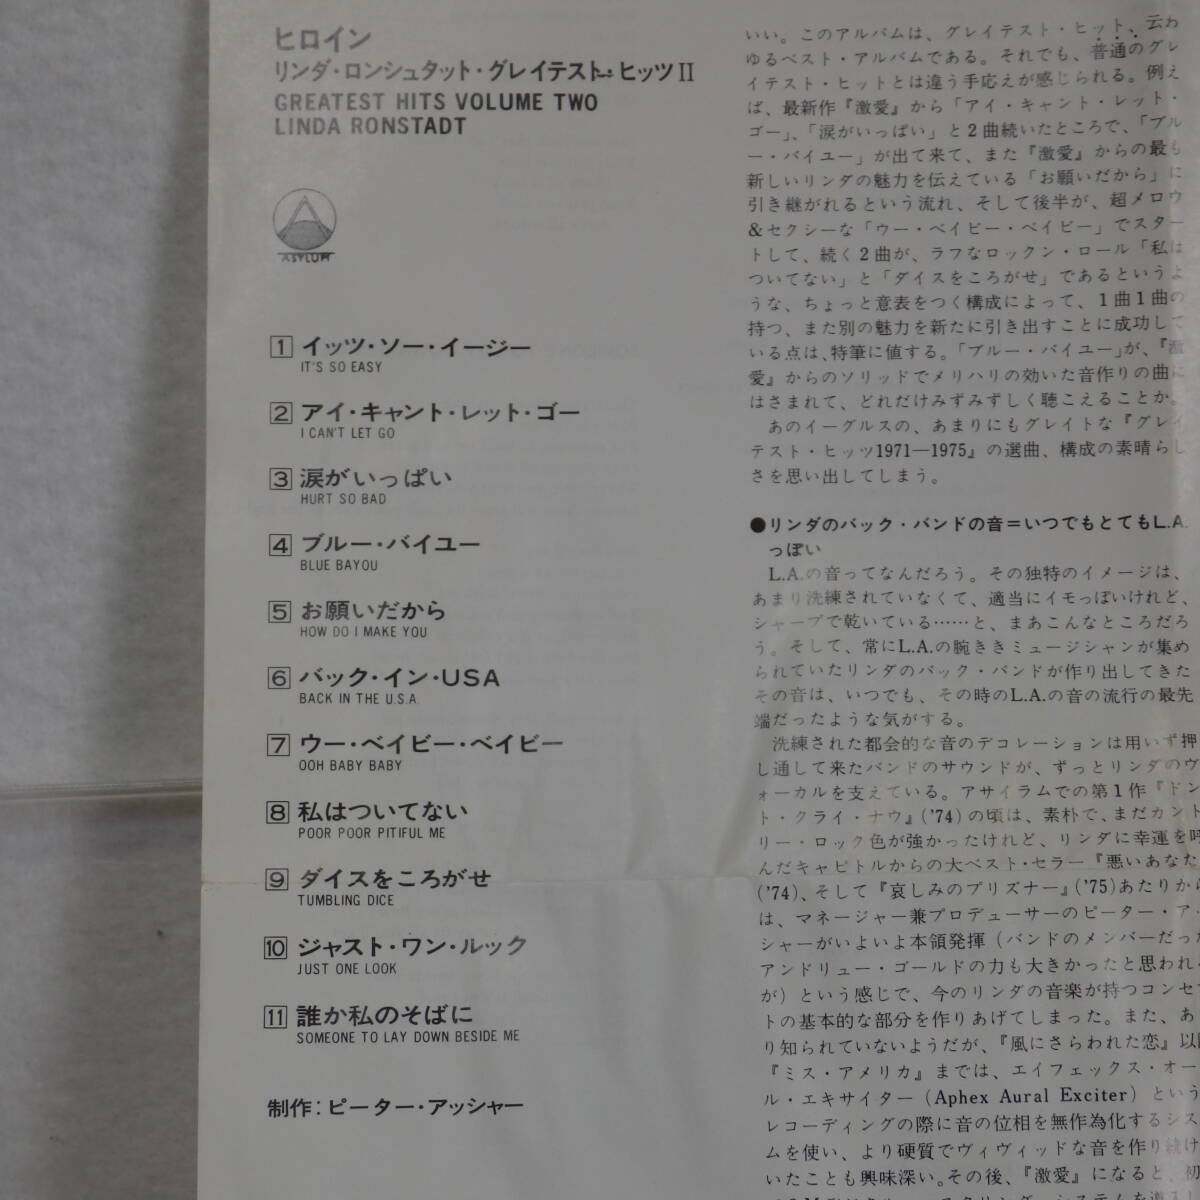 ヒロイン
リンダ・ロンシュタット・グレイテスト・ヒッツII
GREATEST HITS VOLUME TWO
LINDA RONSTADT
ASYLUM
1 イッツ・ソー・イージー
IT'S SO EASY
2 アイ・キャント・レット・ゴー
I CAN'T LET GO
3 涙がいっぱい
HURT SO BAD
4 ブルー・バイユー
BLUE BAYOU
5 お願いだから
HOW DO I MAKE YOU
6 バック・イン・USA
BACK IN THE U.S.A.
7 ウー・ベイビー・ベイビー
OOH BABY BABY
8 私はついてない
POOR POOR PITIFUL ME
9 ダイスをころがせ
TUMBLING DICE
10 ジャスト・ワン・ルック
JUST ONE LOOK
11 誰か私のそばに
SOMEONE TO LAY DOWN BESIDE ME
制作：ピーター・アッシャー
いい。このアルバムは、グレイテスト・ヒット、云わ
ゆるベスト・アルバムである。それでも、普通のグレ
イテスト・ヒットとは違う手応えが感じられる。例え
ば、最新作『激愛』から「アイ・キャント・レット・
ゴー」、「涙がいっぱい」と2曲続いたところで、「ブル
ー・バイユー」が出て来て、また『激愛』からの最も
新しいリンダの魅力を伝えている「お願いだから」に
引き継がれるという流れ、そして後半が、超メロウ
&セクシーな「ウー・ベイビー・ベイビー」でスター
トして、続く2曲が、ラフなロックン・ロール「私は
ついてない」と「ダイスをころがせ」であるというよ
うな、ちょっと意表をつく構成によって、1曲1曲の
持つ、また別の魅力を新たに引き出すことに成功して
いる点は、特筆に値する。「ブルー・バイユー」が、『激
愛』からのソリッドでメリハリの効いた音作りの曲に
はさまれて、どれだけみずみずしく聴こえることか。
あのイーグルスの、あまりにもグレイトな『グレイ
テスト・ヒッツ1971—1975』の選曲、構成の素晴らし
さを思い出してしまう。
●リンダのバック・バンドの音＝いつでもとてもL.A.
っぽい
L.A.の音ってなんだろう。その独特のイメージは、
あまり洗練されていなくて、適当にイモっぽいけれど、
シャープで乾いている……と、まあこんなところだろ
う。そして、常にL.A.の腕ききミュージシャンが集め
られていたリンダのバック・バンドが作り出してきた
その音は、いつでも、その時のL.A.の音の流行の最先
端だったような気がする。
洗練された都会的な音のデコレーションは用いず押
し通して来たバンドのサウンドが、ずっとリンダのヴ
ォーカルを支えている。アサイラムでの第1作『ドン
ト・クライ・ナウ』('74)の頃は、素朴で、まだカント
リー・ロック色が強かったけれど、リンダに幸運を呼
んだキャピトルからの大ベスト・セラー『悪いあなた
('74)、そして『哀しみのプリズナー』('75)あたりから
は、マネージャー兼プロデューサーのピーター・アッ
シャーがいよいよ本領発揮（バンドのメンバーだった
アンドリュー・ゴールドの力も大きかったと思われる
が）という感じで、今のリンダの音楽が持つコンセプ
トの基本的な部分を作りあげてしまった。また、あ
り知られていないようだが、『風にさらわれた恋』以
『ミス・アメリカ』までは、エイフェックス・オー
ル・エキサイター（Aphex Aural Exciter）という
レコーディングの際に音の位相を無作為化するシス
ムを使い、より硬質でヴィヴィッドな音を作り続け
いたことも興味深い。その後、『激愛』になると、初